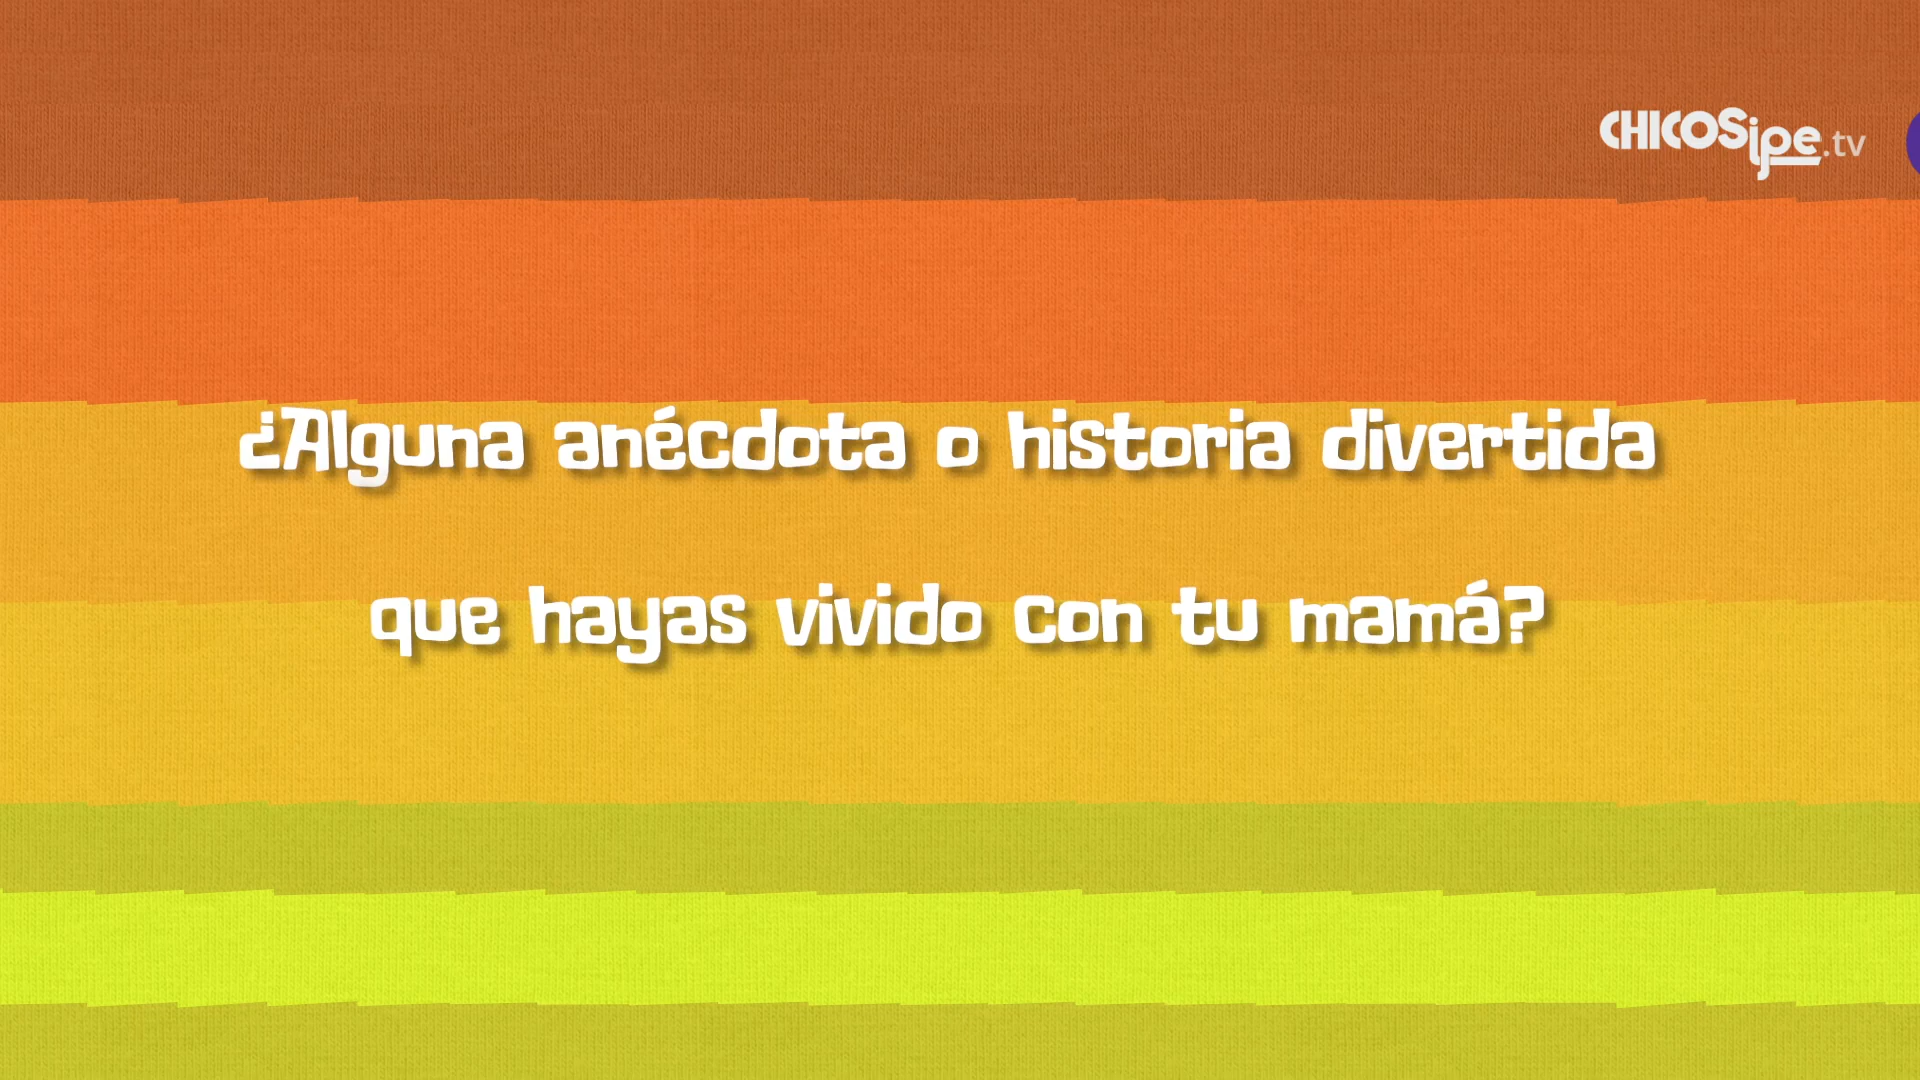 CHICOSipe.tv
¿Alguna anécdota o historia divertida
que hayas vivido con tu mamá?